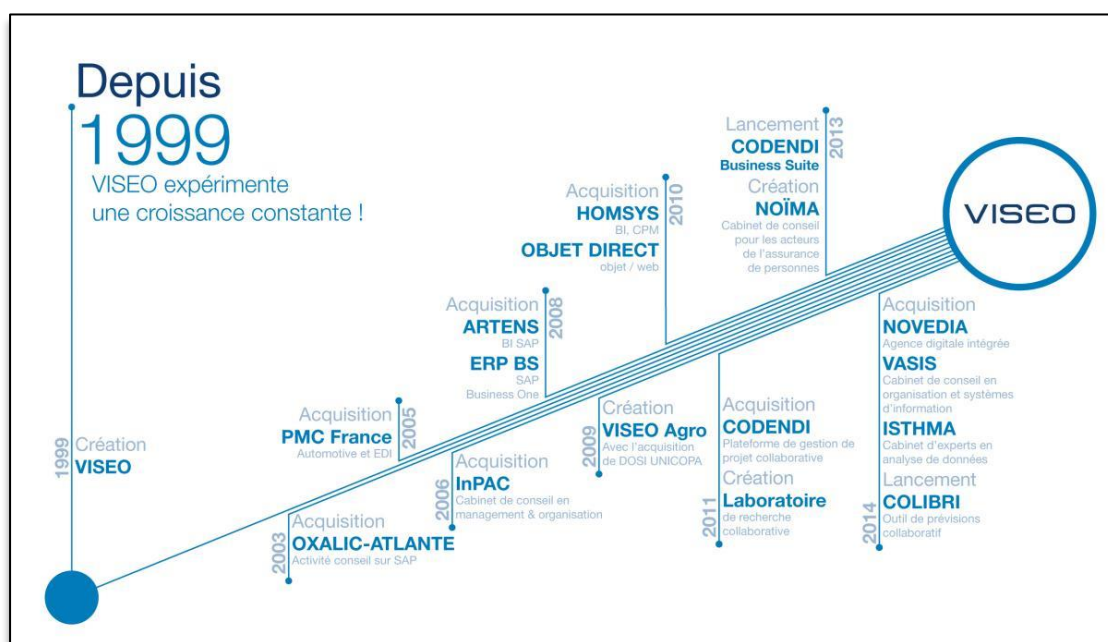 Depuis
1999
VISEO expérimente
une croissance constante !
1999
Création
VISEO
2003
Acquisition
OXALIC-ATLANTE
Activité conseil sur SAP
2005
Acquisition
PMC France
Automotive et EDI
2006
Acquisition
InPAC
Cabinet de conseil en
management & organisation
2008
Acquisition
ARTENS
BI SAP
ERP BS
SAP
Business One
2009
Création
VISEO Agro
Avec l'acquisition
de DOSI UNICOPA
2010
Acquisition
HOMSYS
BI, CPM
OBJET DIRECT
objet / web
2011
Acquisition
CODENDI
Plateforme de gestion de
projet collaborative
Création
Laboratoire
de recherche
collaborative
2013
Lancement
CODENDI
Business Suite
Création
NOÏMA
Cabinet de conseil
pour les acteurs
de l'assurance
de personnes
2014
Acquisition
NOVEDIA
Agence digitale intégrée
VASIS
Cabinet de conseil en
organisation et systèmes
d'information
ISTHMA
Cabinet d'experts en
analyse de données
Lancement
COLIBRI
Outil de prévisions
collaboratif
VISEO